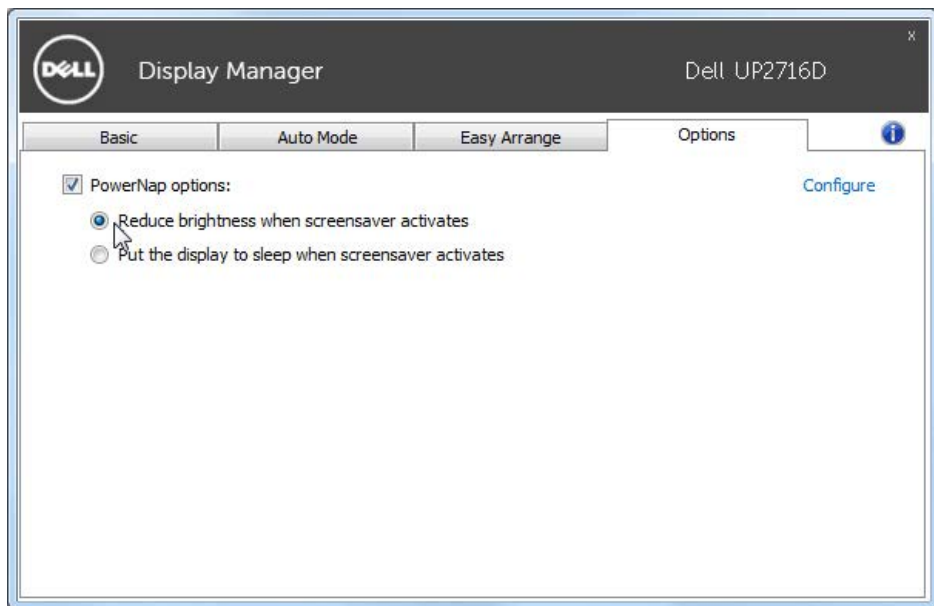 x
DELL
Display Manager
Dell UP2716D
Basic
Auto Mode
Easy Arrange
Options
i
PowerNap options:
Configure
Reduce brightness when screensaver activates
Put the display to sleep when screensaver activates